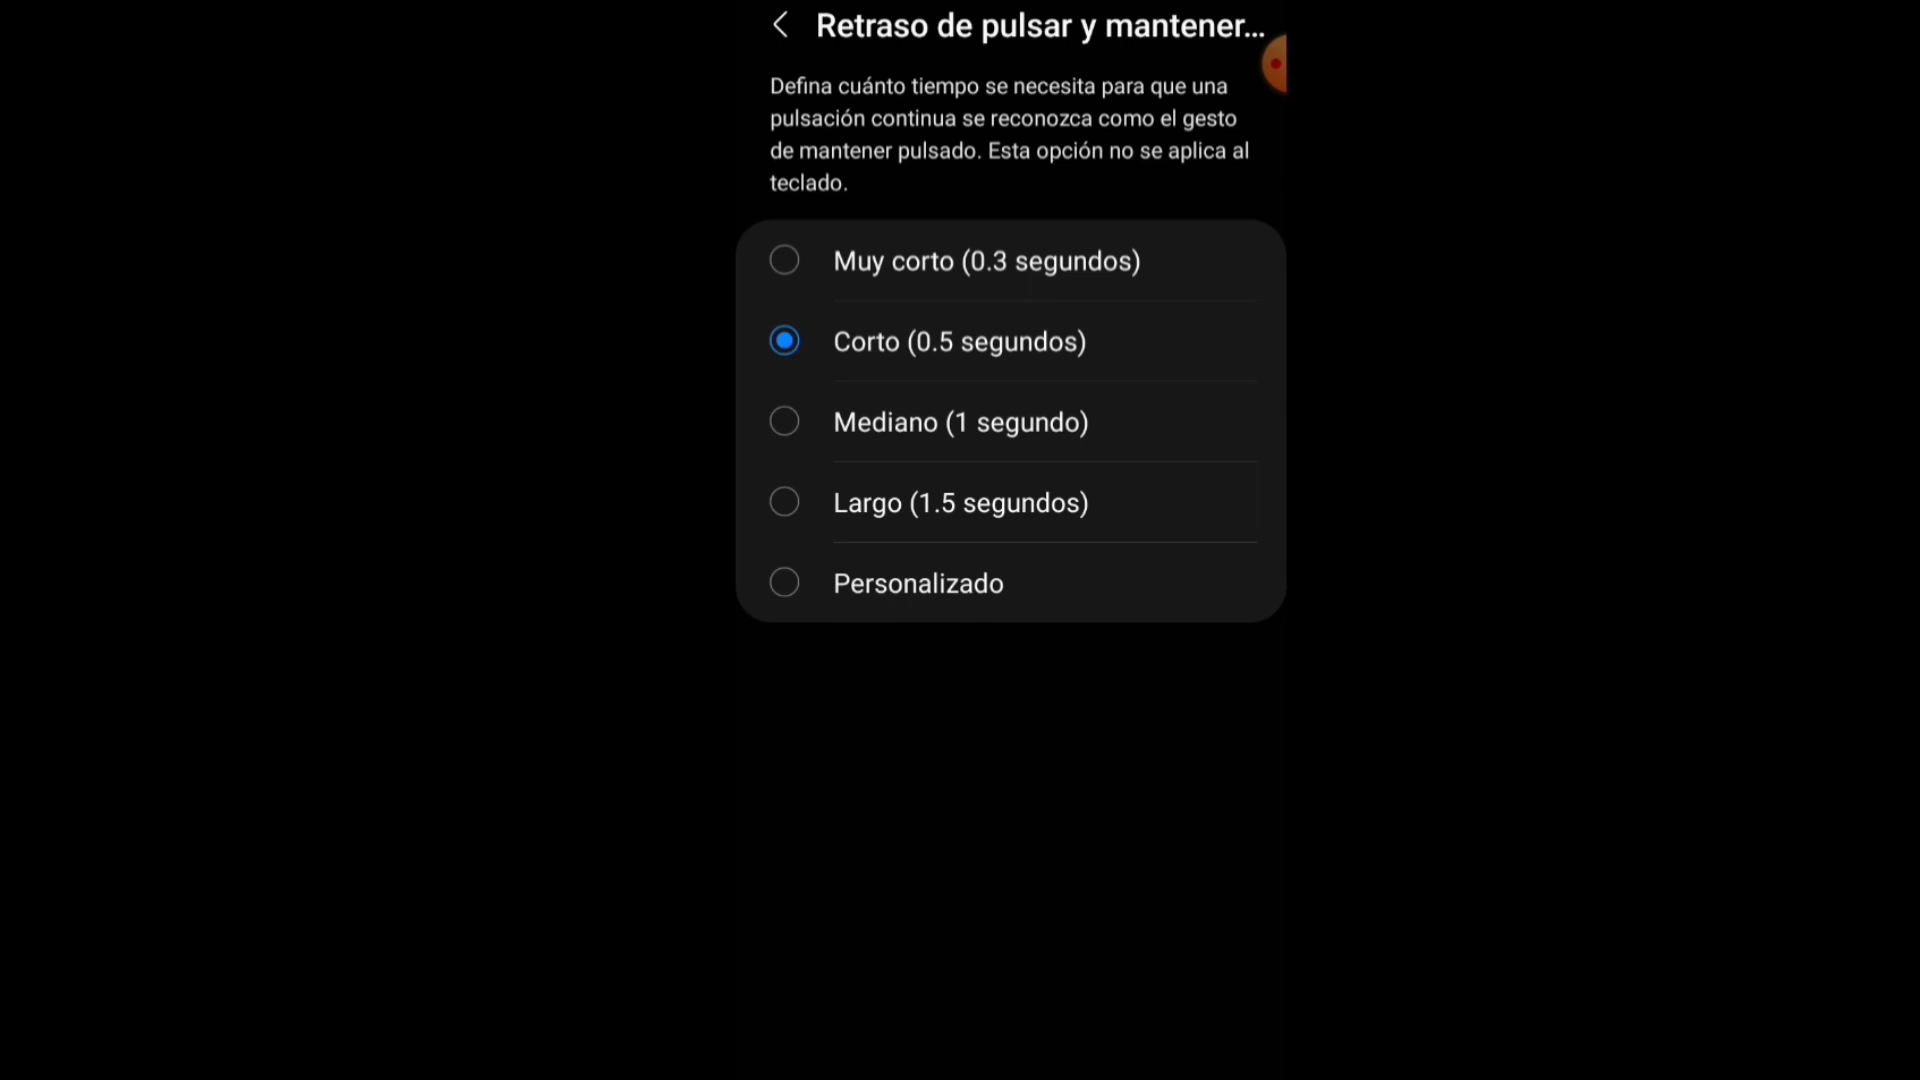 Retraso de pulsar y mantener...
Defina cuánto tiempo se necesita para que una
pulsación continua se reconozca como el gesto
de mantener pulsado. Esta opción no se aplica al
teclado.
Muy corto (0.3 segundos)
Corto (0.5 segundos)
Mediano (1 segundo)
Largo (1.5 segundos)
Personalizado